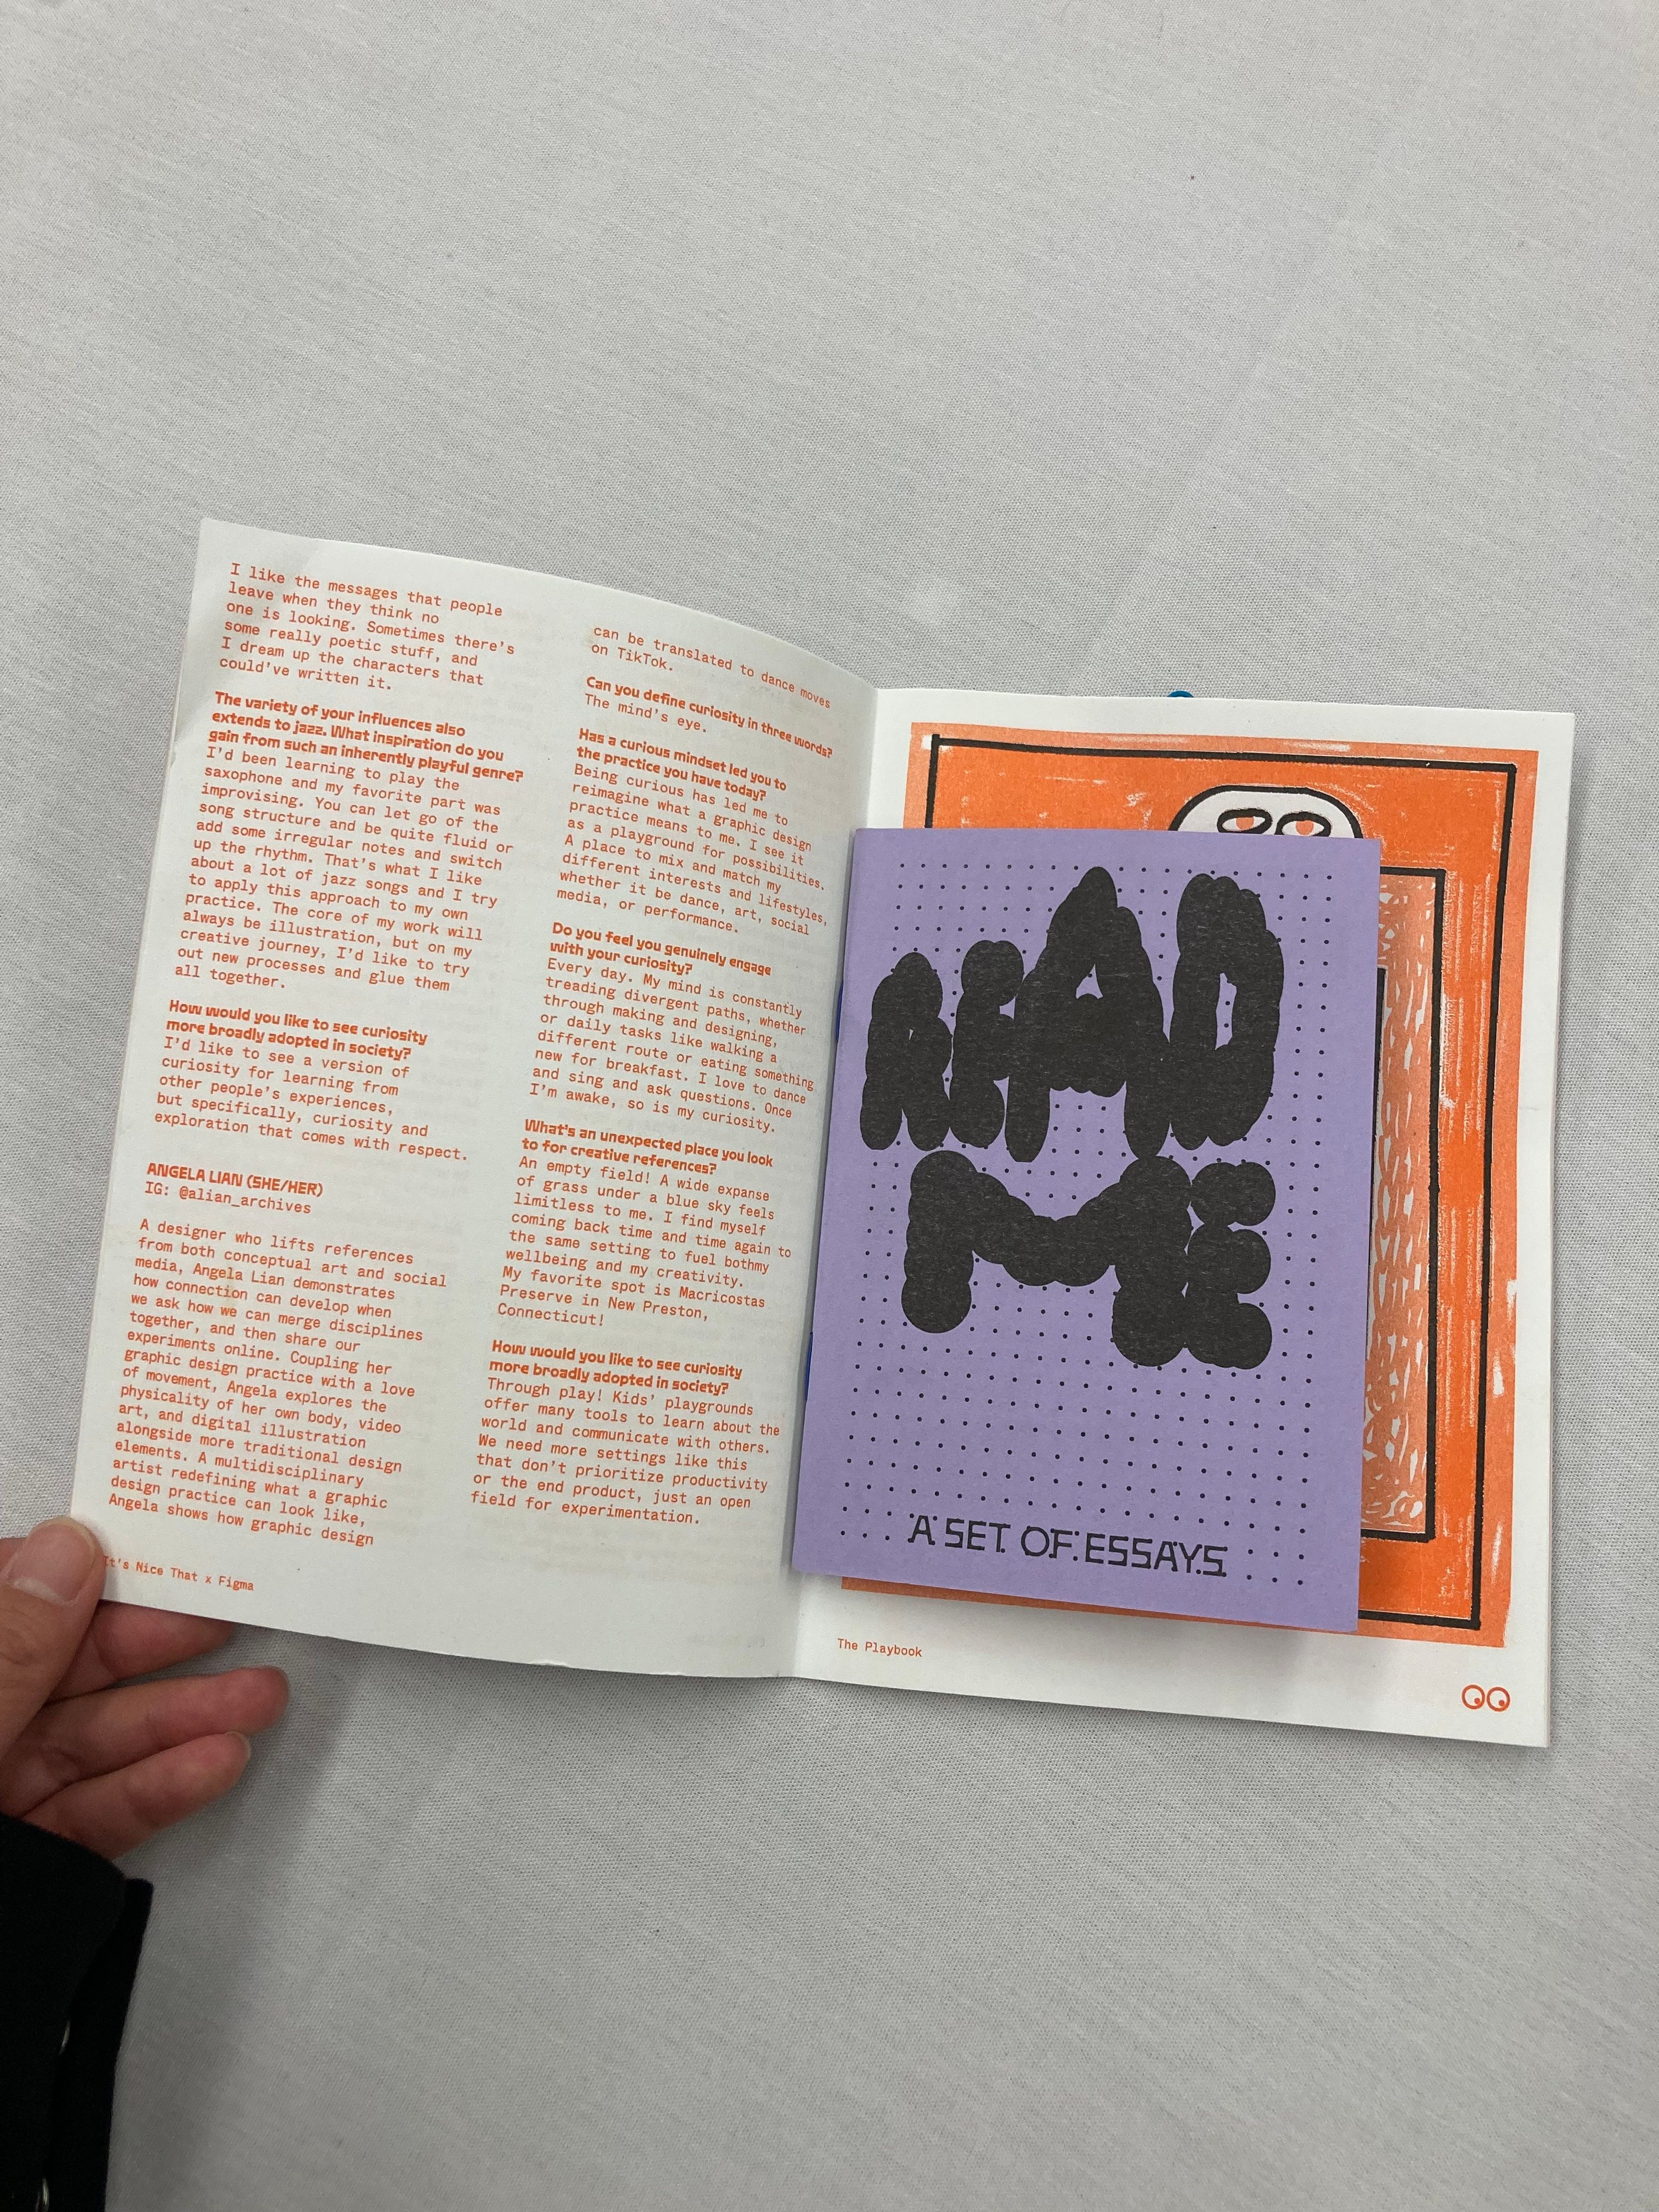 I like the messages that people
leave when they think no
one is looking. Sometimes there's
some really poetic stuff, and
I dream up the characters that
could've written it.
The variety of your influences also
extends to jazz. What inspiration do you
gain from such an inherently playful genre?
I'd been learning to play the
saxophone and my favorite part was
improvising. You can let go of the
song structure and be quite fluid or
add some irregular notes and switch
up the rhythm. That's what I like
about a lot of jazz songs and I try
to apply this approach to my own
practice. The core of my work will
always be illustration, but on my
creative journey, I'd like to try
out new processes and glue them
all together.
How would you like to see curiosity
more broadly adopted in society?
I'd like to see a version of
curiosity for learning from
other people's experiences,
but specifically, curiosity and
exploration that comes with respect.
ANGELA LIAN (SHE/HER)
IG: @alian_archives
A designer who lifts references
from both conceptual art and social
media, Angela Lian demonstrates
how connection can develop when
we ask how we can merge disciplines
together, and then share our
experiments online. Coupling her
graphic design practice with a love
of movement, Angela explores the
physicality of her own body, video
art, and digital illustration
alongside more traditional design
elements. A multidisciplinary
artist redefining what a graphic
design practice can look like,
Angela shows how graphic design
can be translated to dance moves
on TikTok.
Can you define curiosity in three words?
The mind's eye.
Has a curious mindset led you to
the practice you have today?
Being curious has led me to
reimagine what a graphic design
practice means to me. I see it
as a playground for possibilities.
A place to mix and match my
different interests and lifestyles,
whether it be dance, art, social
media, or performance.
Do you feel you genuinely engage
with your curiosity?
Every day. My mind is constantly
treading divergent paths, whether
through making and designing,
or daily tasks like walking a
different route or eating something
new for breakfast. I love to dance
and sing and ask questions. Once
I'm awake, so is my curiosity.
What's an unexpected place you look
to for creative references?
An empty field! A wide expanse
of grass under a blue sky feels
limitless to me. I find myself
coming back time and time again to
the same setting to fuel bothmy
wellbeing and my creativity.
My favorite spot is Macricostas
Preserve in New Preston,
Connecticut!
How would you like to see curiosity
more broadly adopted in society?
Through play! Kids' playgrounds
offer many tools to learn about the
world and communicate with others.
We need more settings like this
that don't prioritize productivity
or the end product, just an open
field for experimentation.
It's Nice That x Figma
READ
ME
A SET OF ESSAYS
The Playbook